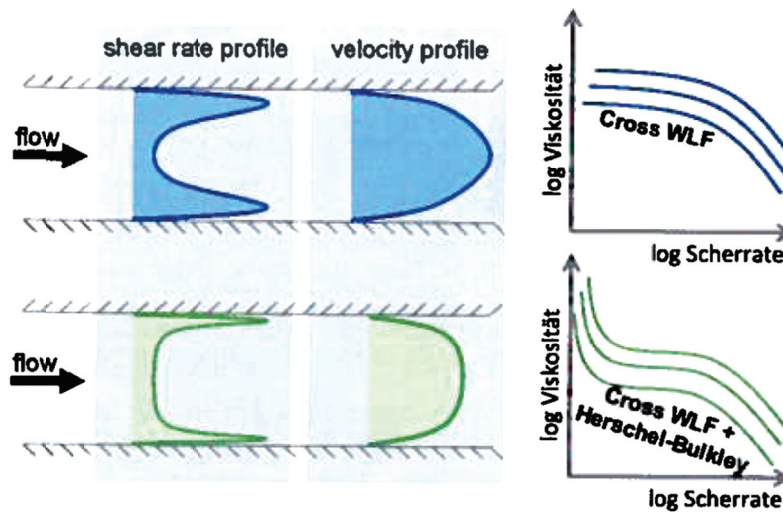 shear rate profile
velocity profile
flow
log Viskosität
Cross WLF
log Scherrate
flow
log Viskosität
Cross WLF +
Herschel-Bulkley
log Scherrate